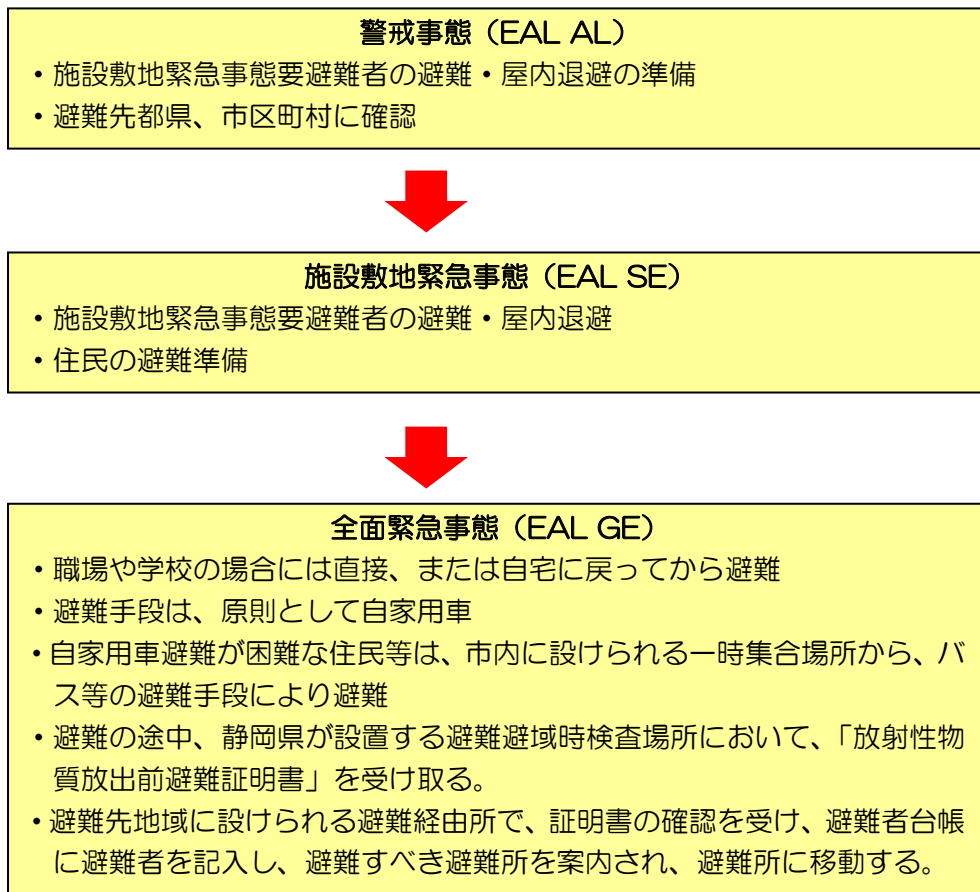 警戒事態（EAL AL）
・施設敷地緊急事態要避難者の避難・屋内退避の準備
・避難先都県、市区町村に確認
施設敷地緊急事態（EAL SE）
・施設敷地緊急事態要避難者の避難・屋内退避
・住民の避難準備
全面緊急事態（EAL GE）
・職場や学校の場合には直接、または自宅に戻ってから避難
・避難手段は、原則として自家用車
・自家用車避難が困難な住民等は、市内に設けられる一時集合場所から、バ
ス等の避難手段により避難
・避難の途中、静岡県が設置する避難避域時検査場所において、「放射性物
質放出前避難証明書」を受け取る。
・避難先地域に設けられる避難経由所で、証明書の確認を受け、避難者台帳
に避難者を記入し、避難すべき避難所を案内され、避難所に移動する。